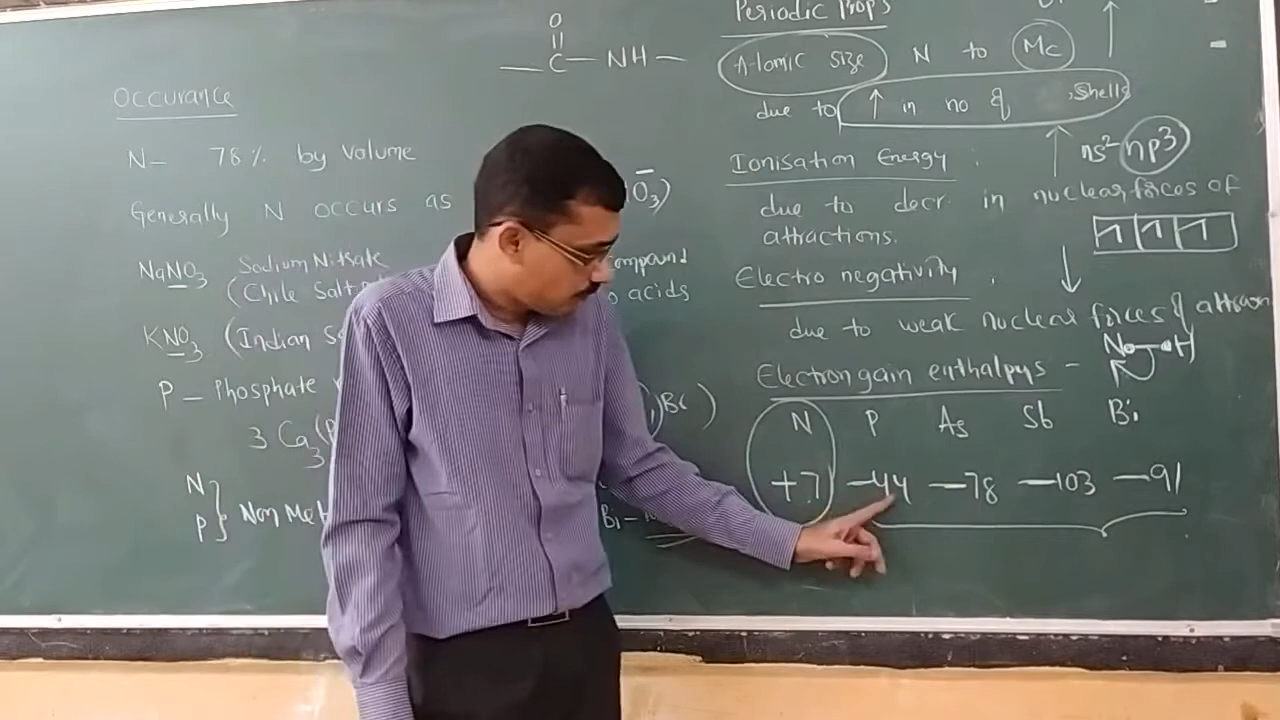 O
||
— C — NH —
Occurance
N — 78% by Volume
Generally N occurs as
O₃⁻)
NaNO₃ Sodium Nitrate
(Chile Salt
ompound
acids
KNO₃ (Indian
P — Phosphate
3 Ca₃(P
)
N
P } Non Met
Bi —
Periodic Props
Atomic size N to Mc
due to ↑ in no of shells
Ionisation Energy : ns² np³
due to decr in nuclear forces of
attractions.
Electro negativity .
due to weak nuclear forces of
Electron gain enthalpys — N H
N P As Sb Bi
+7 —44 —78 —103 —91